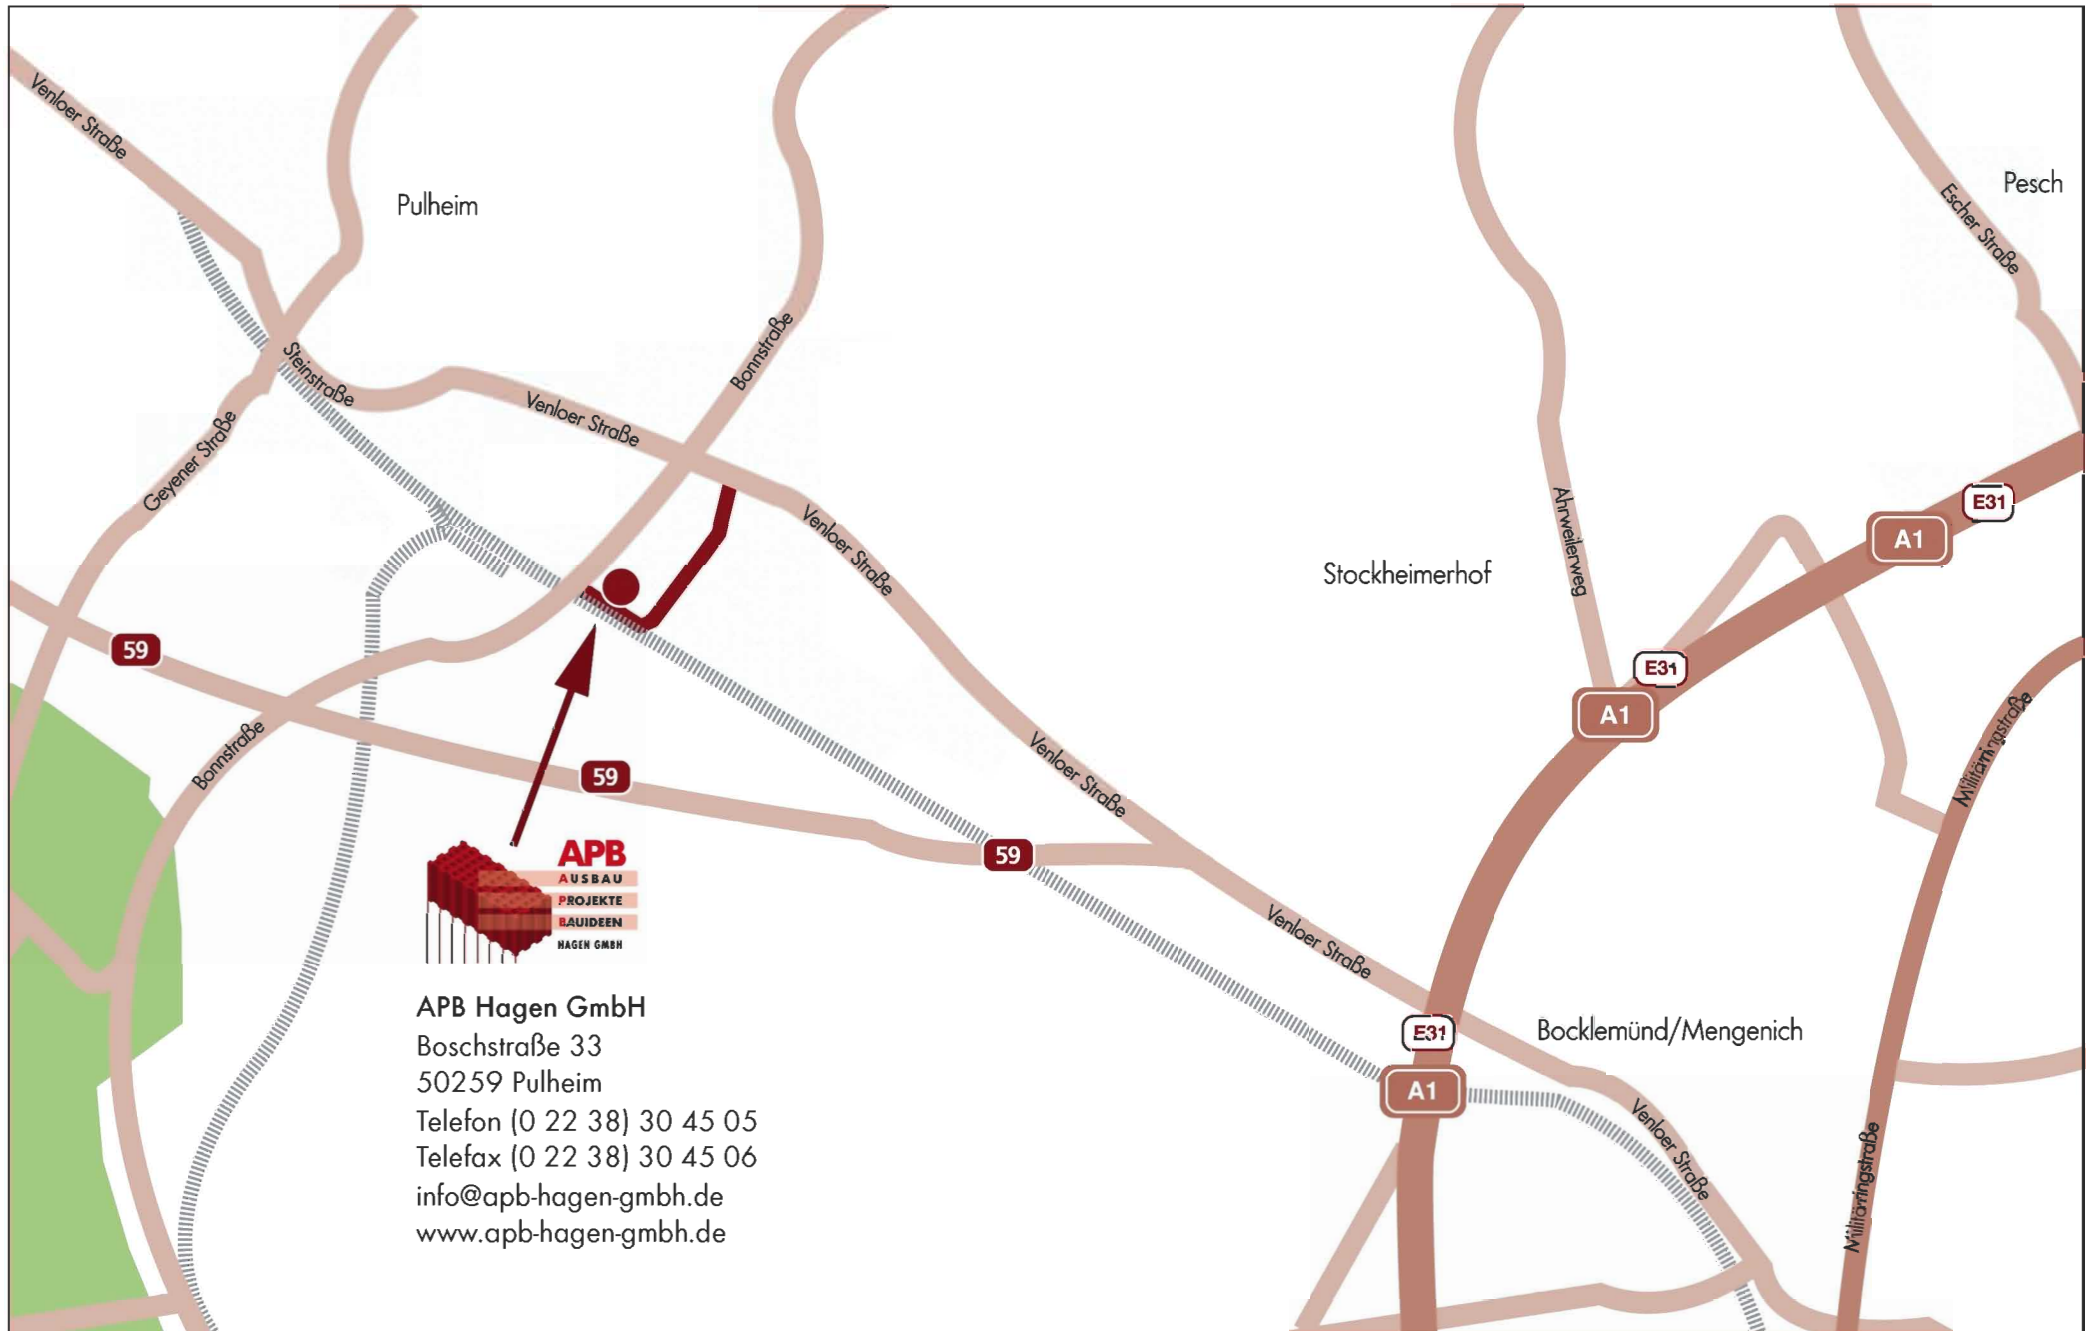 Venloer Straße
Pulheim
Pesch
Escher Straße
Bonnstraße
Steinstraße
Venloer Straße
Geyener Straße
Venloer Straße
Ahrweilerweg
E31
A1
Stockheimerhof
59
E31
A1
Militärringstraße
Bonnstraße
59
Venloer Straße
59
APB
AUSBAU
PROJEKTE
BAUIDEEN
HAGEN GMBH
Venloer Straße
E31
Bocklemünd/Mengenich
A1
Venloer Straße
Militärringstraße
APB Hagen GmbH
Boschstraße 33
50259 Pulheim
Telefon (0 22 38) 30 45 05
Telefax (0 22 38) 30 45 06
info@apb-hagen-gmbh.de
www.apb-hagen-gmbh.de